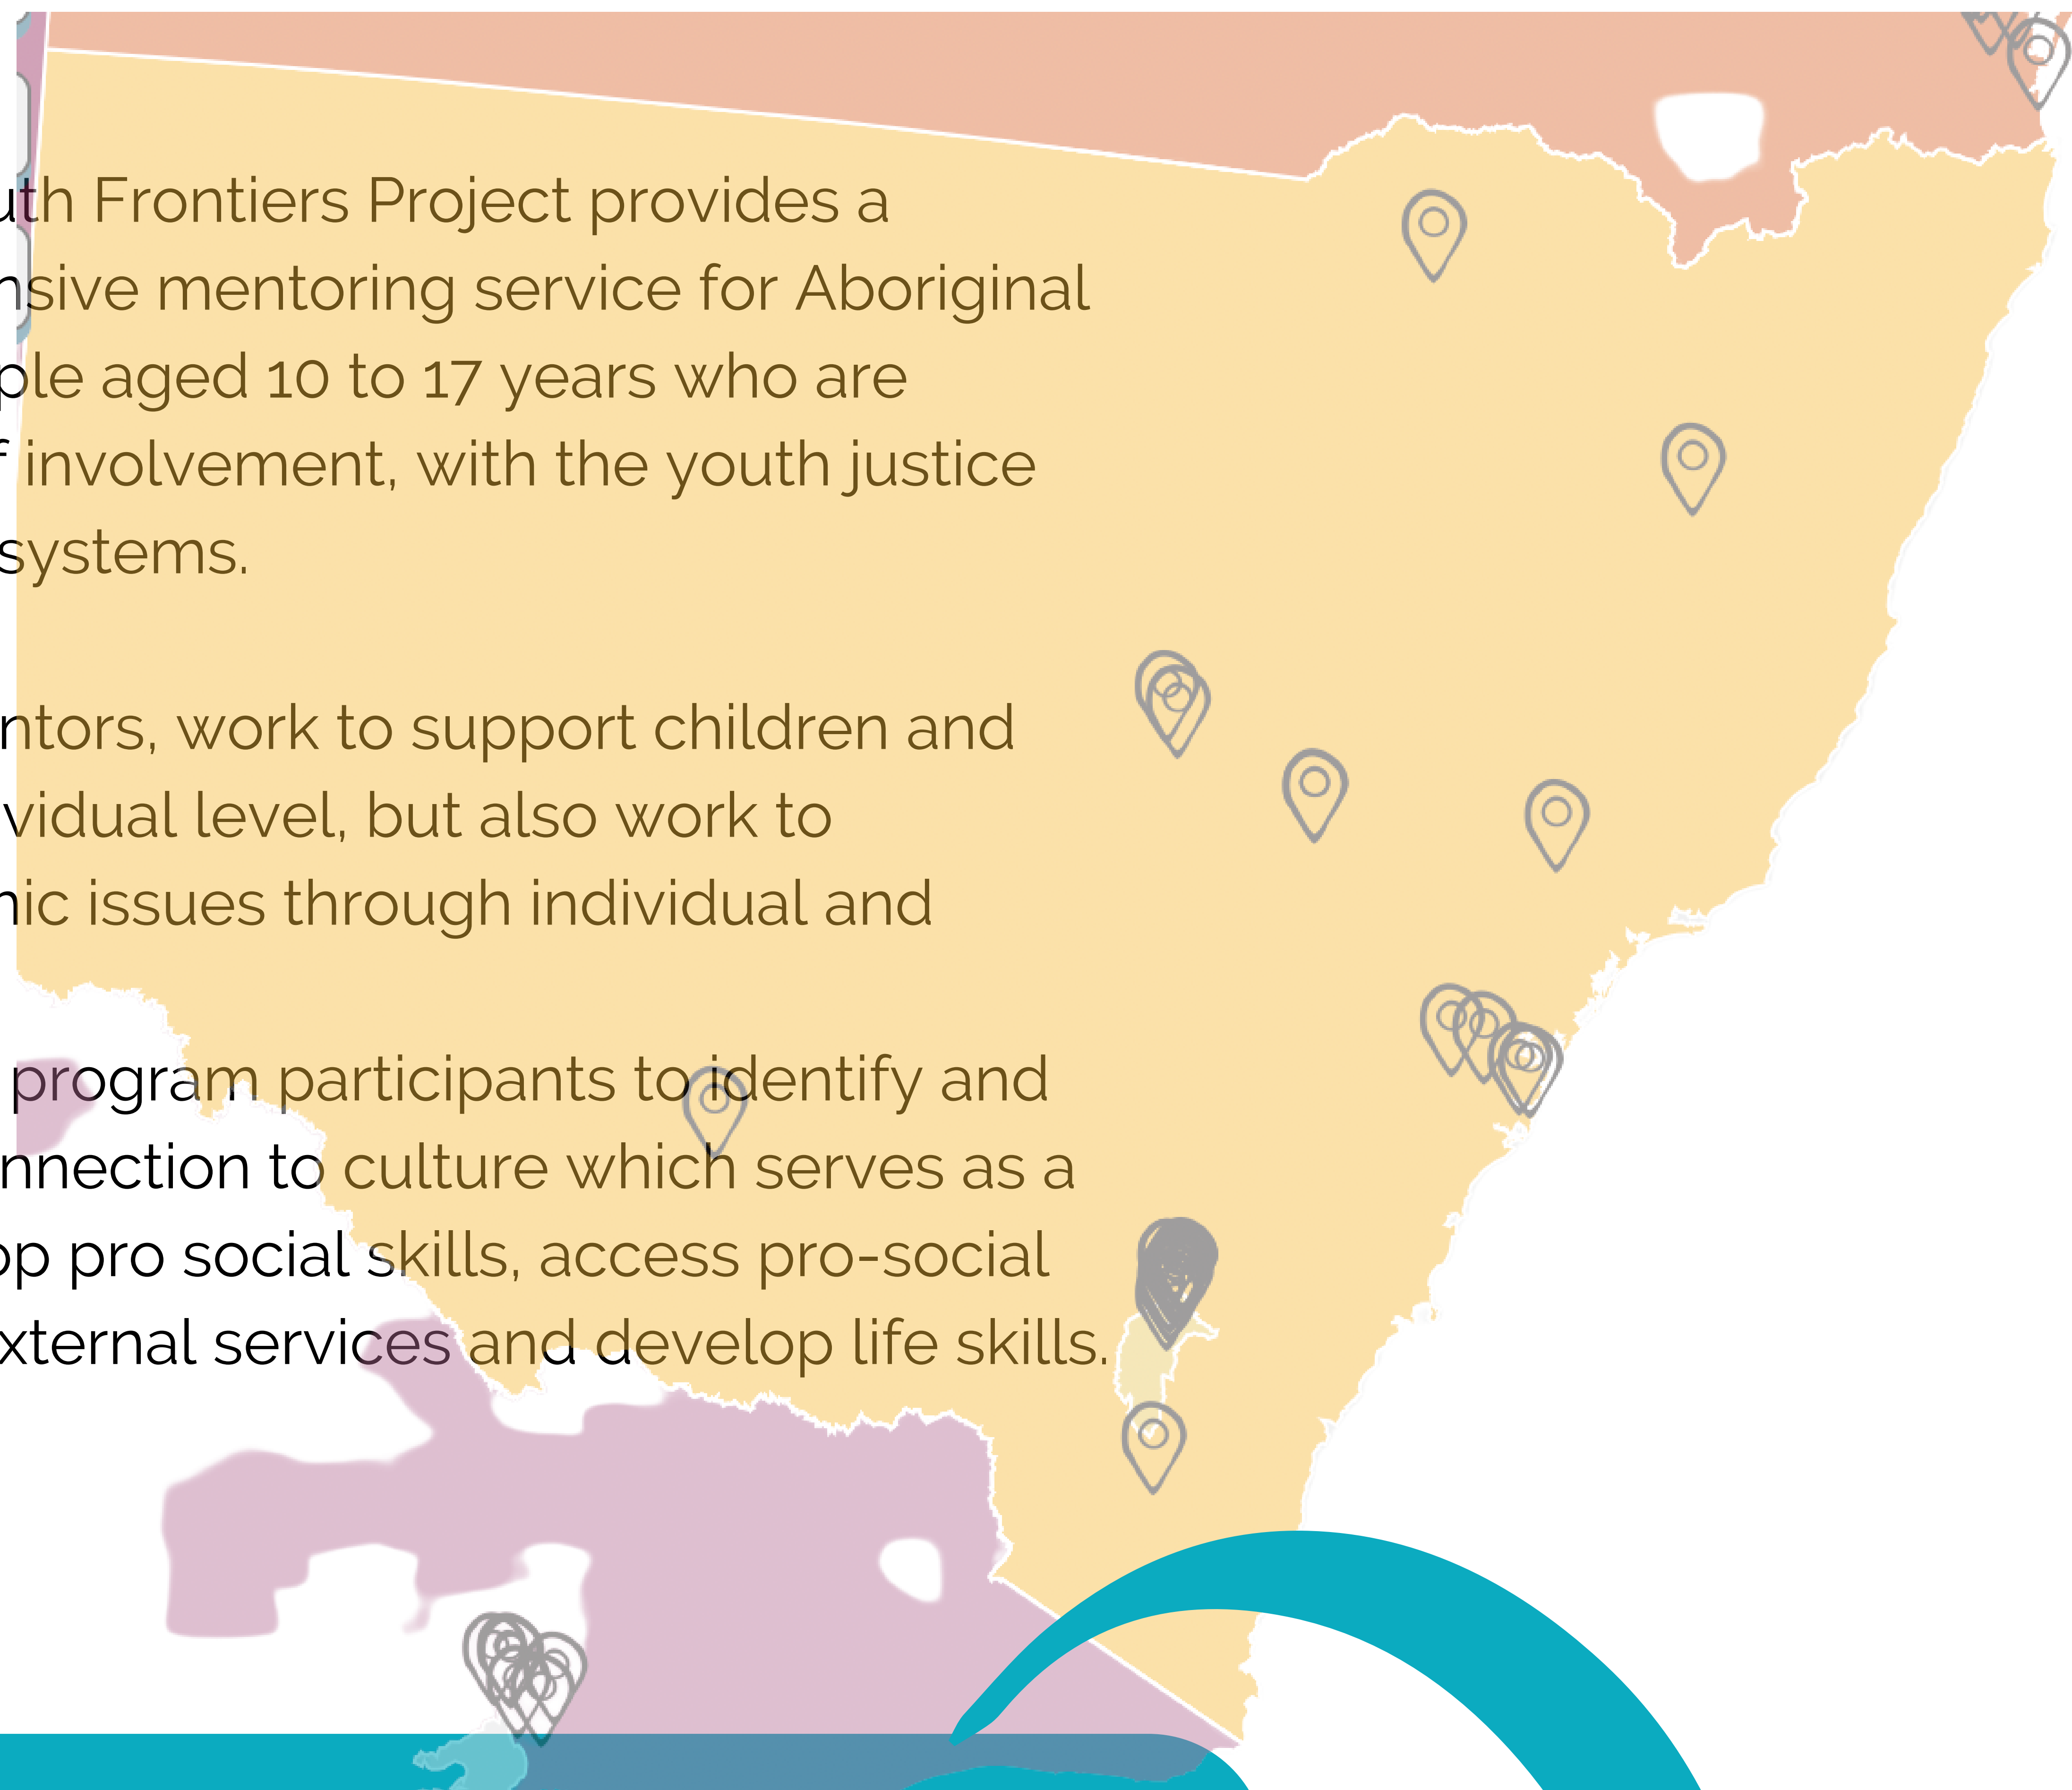 uth Frontiers Project provides a
nsive mentoring service for Aboriginal
ple aged 10 to 17 years who are
f involvement, with the youth justice
systems.
ntors, work to support children and
vidual level, but also work to
nic issues through individual and
program participants to identify and
nnection to culture which serves as a
op pro social skills, access pro-social
xternal services and develop life skills.